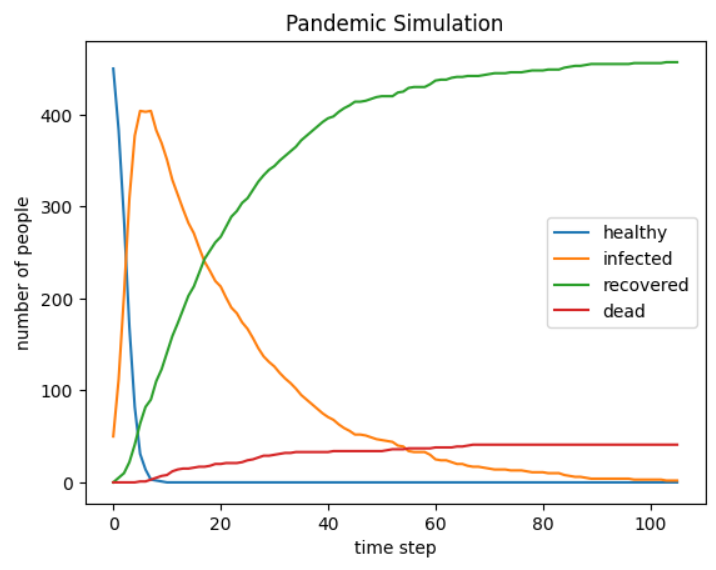 Pandemic Simulation
number of people
400
300
200
100
0
healthy
infected
recovered
dead
0 20 40 60 80 100
time step